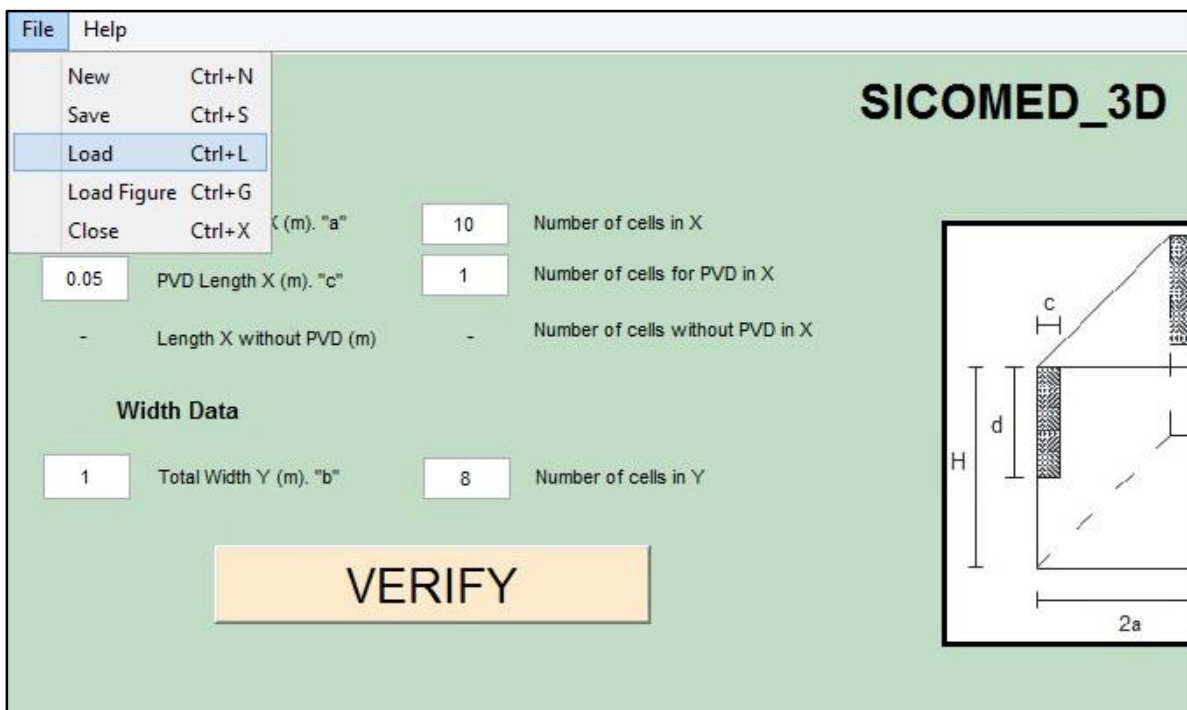 File Help
New Ctrl+N
SICOMED_3D
Save Ctrl+S
Load Ctrl+L
Load Figure Ctrl+G
Close Ctrl+X
(m). "a" 10 Number of cells in X
0.05 PVD Length X (m). "c" 1 Number of cells for PVD in X
- Length X without PVD (m) - Number of cells without PVD in X
Width Data
1 Total Width Y (m). "b" 8 Number of cells in Y
VERIFY
c
d
H
2a